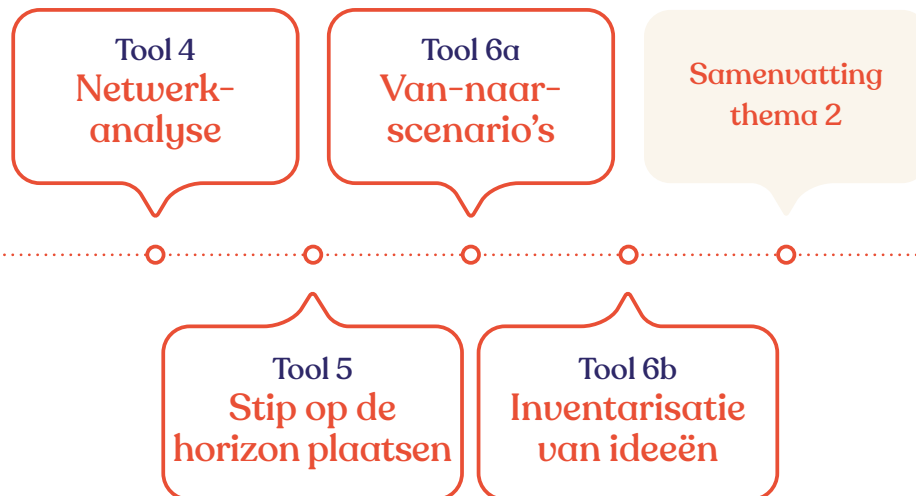 Tool 4
Netwerk-
analyse
Tool 6a
Van-naar-
scenario's
Samenvatting
thema 2
Tool 5
Stip op de
horizon plaatsen
Tool 6b
Inventarisatie
van ideeën